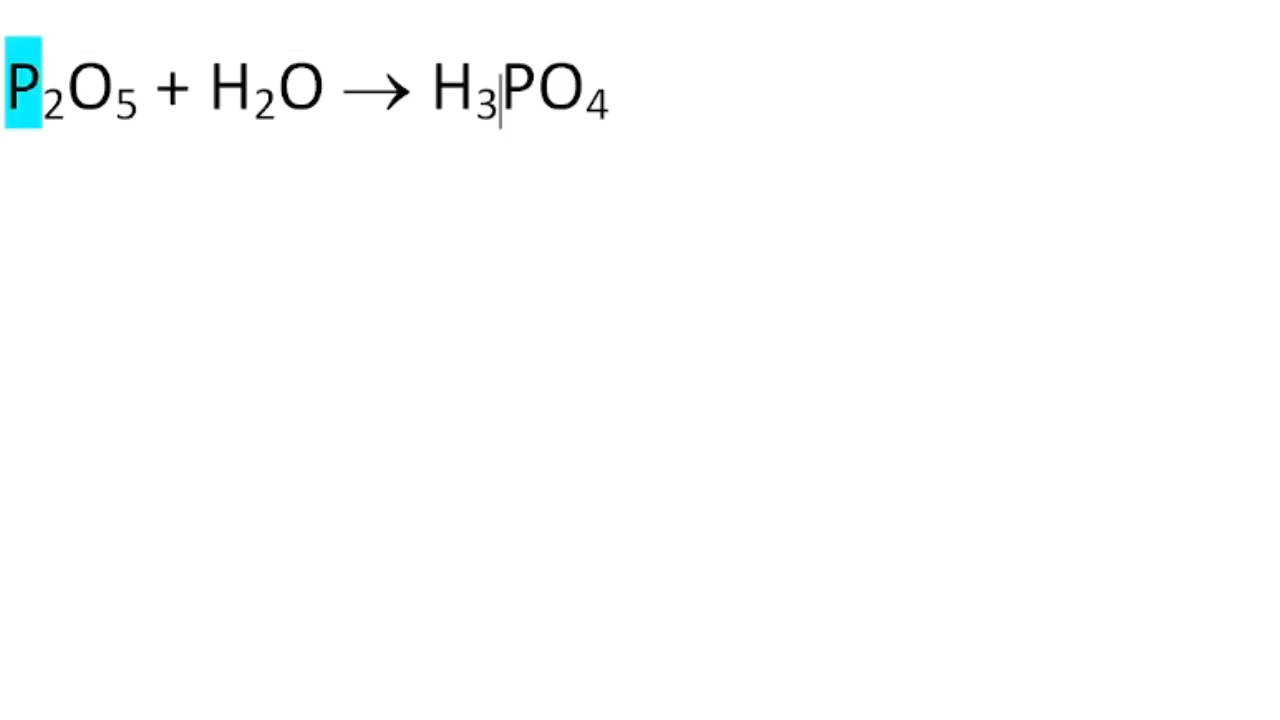 P₂O₅ + H₂O → H₃PO₄